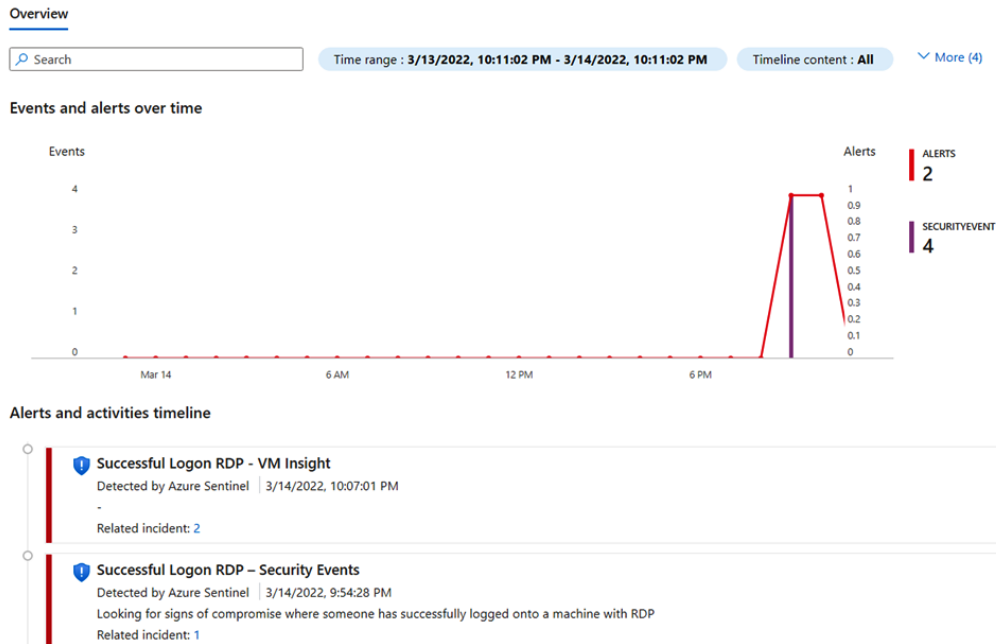 Overview
Search
Time range : 3/13/2022, 10:11:02 PM - 3/14/2022, 10:11:02 PM
Timeline content : All
More (4)
Events and alerts over time
Events
Alerts
4
3
2
1
0
1
0.9
0.8
0.7
0.6
0.5
0.4
0.3
0.2
0.1
0
Mar 14
6 AM
12 PM
6 PM
ALERTS
2
SECURITYEVENT
4
Alerts and activities timeline
Successful Logon RDP - VM Insight
Detected by Azure Sentinel 3/14/2022, 10:07:01 PM
-
Related incident: 2
Successful Logon RDP – Security Events
Detected by Azure Sentinel 3/14/2022, 9:54:28 PM
Looking for signs of compromise where someone has successfully logged onto a machine with RDP
Related incident: 1